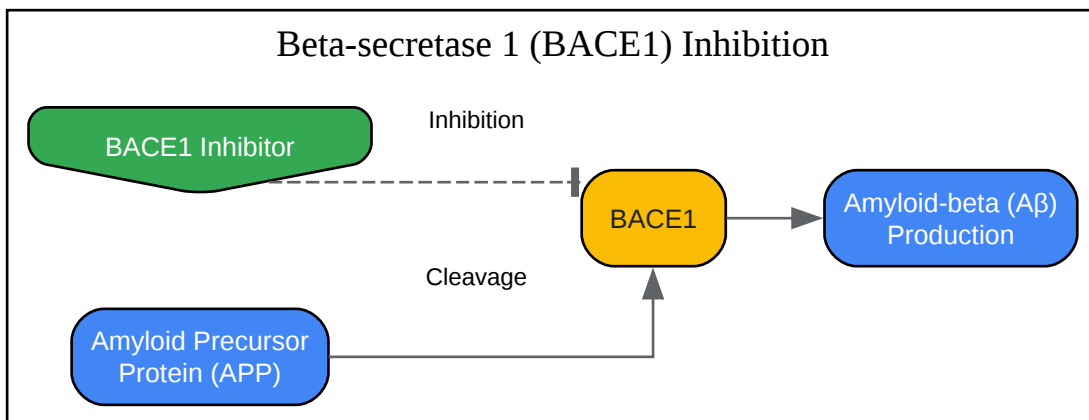 Beta-secretase 1 (BACE1) Inhibition
Inhibition
BACE1 Inhibitor
BACE1
Amyloid-beta (Aβ)
Production
Cleavage
Amyloid Precursor
Protein (APP)